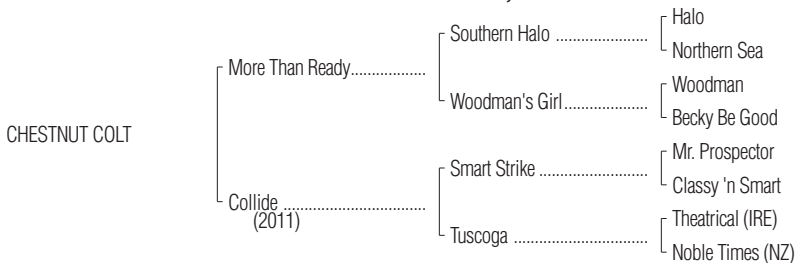 Halo
Southern Halo ....................
Northern Sea
More Than Ready..................
Woodman
Woodman's Girl..................
Becky Be Good
CHESTNUT COLT
Mr. Prospector
Smart Strike ........................
Classy 'n Smart
Collide ...............................
(2011)
Theatrical (IRE)
Tuscoga .............................
Noble Times (NZ)